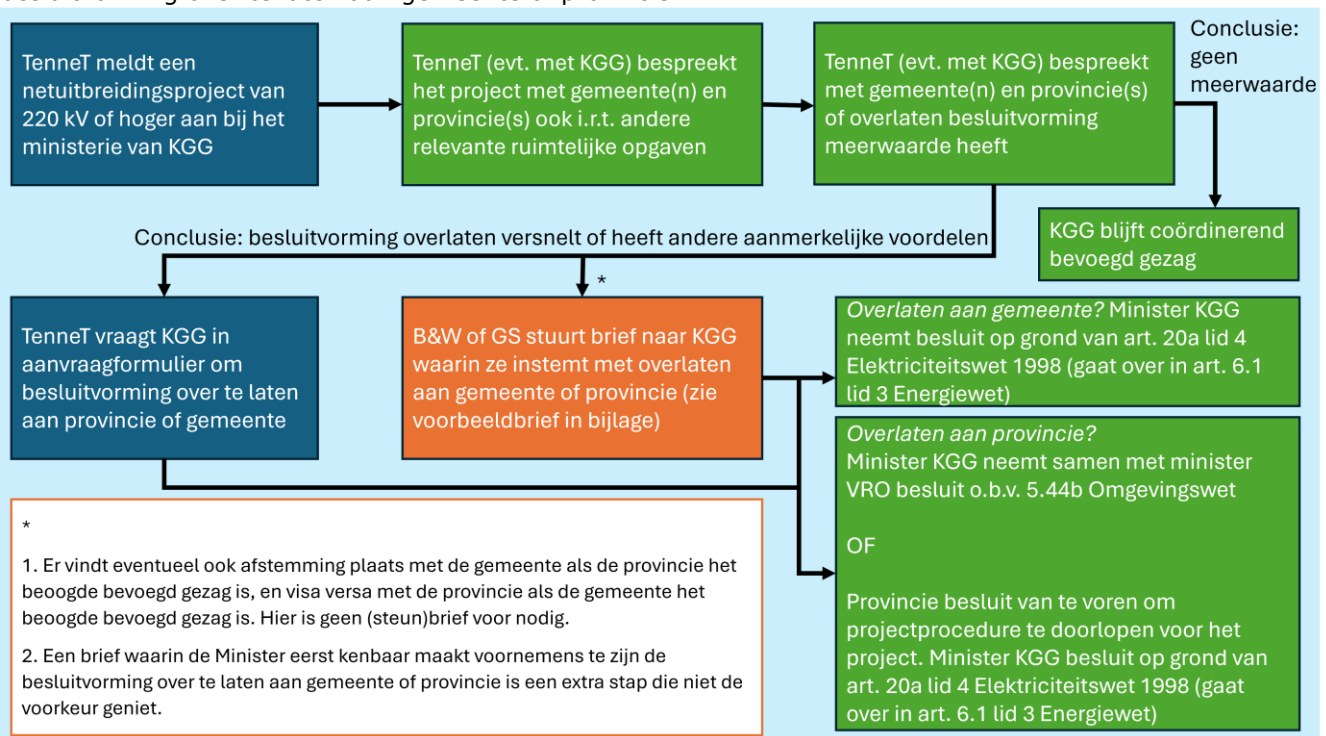 TenneT meldt een
netuitbreidingsproject van
220 kV of hoger aan bij het
ministerie van KGG
TenneT (evt. met KGG) bespreekt
het project met gemeente(n) en
provincie(s) ook i.r.t. andere
relevante ruimtelijke opgaven
TenneT (evt. met KGG) bespreekt
met gemeente(n) en provincie(s)
of overlaten besluitvorming
meerwaarde heeft
Conclusie:
geen
meerwaarde
KGG blijft coördinerend
bevoegd gezag
Conclusie: besluitvorming overlaten versnelt of heeft andere aanmerkelijke voordelen
*
TenneT vraagt KGG in
aanvraagformulier om
besluitvorming over te laten
aan provincie of gemeente
B&W of GS stuurt brief naar KGG
waarin ze instemt met overlaten
aan gemeente of provincie (zie
voorbeeldbrief in bijlage)
Overlaten aan gemeente? Minister KGG
neemt besluit op grond van art. 20a lid 4
Elektriciteitswet 1998 (gaat over in art. 6.1
lid 3 Energiewet)
Overlaten aan provincie?
Minister KGG neemt samen met minister
VRO besluit o.b.v. 5.44b Omgevingswet
OF
Provincie besluit van te voren om
projectprocedure te doorlopen voor het
project. Minister KGG besluit op grond van
art. 20a lid 4 Elektriciteitswet 1998 (gaat
over in art. 6.1 lid 3 Energiewet)
*
1. Er vindt eventueel ook afstemming plaats met de gemeente als de provincie het
beoogde bevoegd gezag is, en visa versa met de provincie als de gemeente het
beoogde bevoegd gezag is. Hier is geen (steun)brief voor nodig.
2. Een brief waarin de Minister eerst kenbaar maakt voornemens te zijn de
besluitvorming over te laten aan gemeente of provincie is een extra stap die niet de
voorkeur geniet.